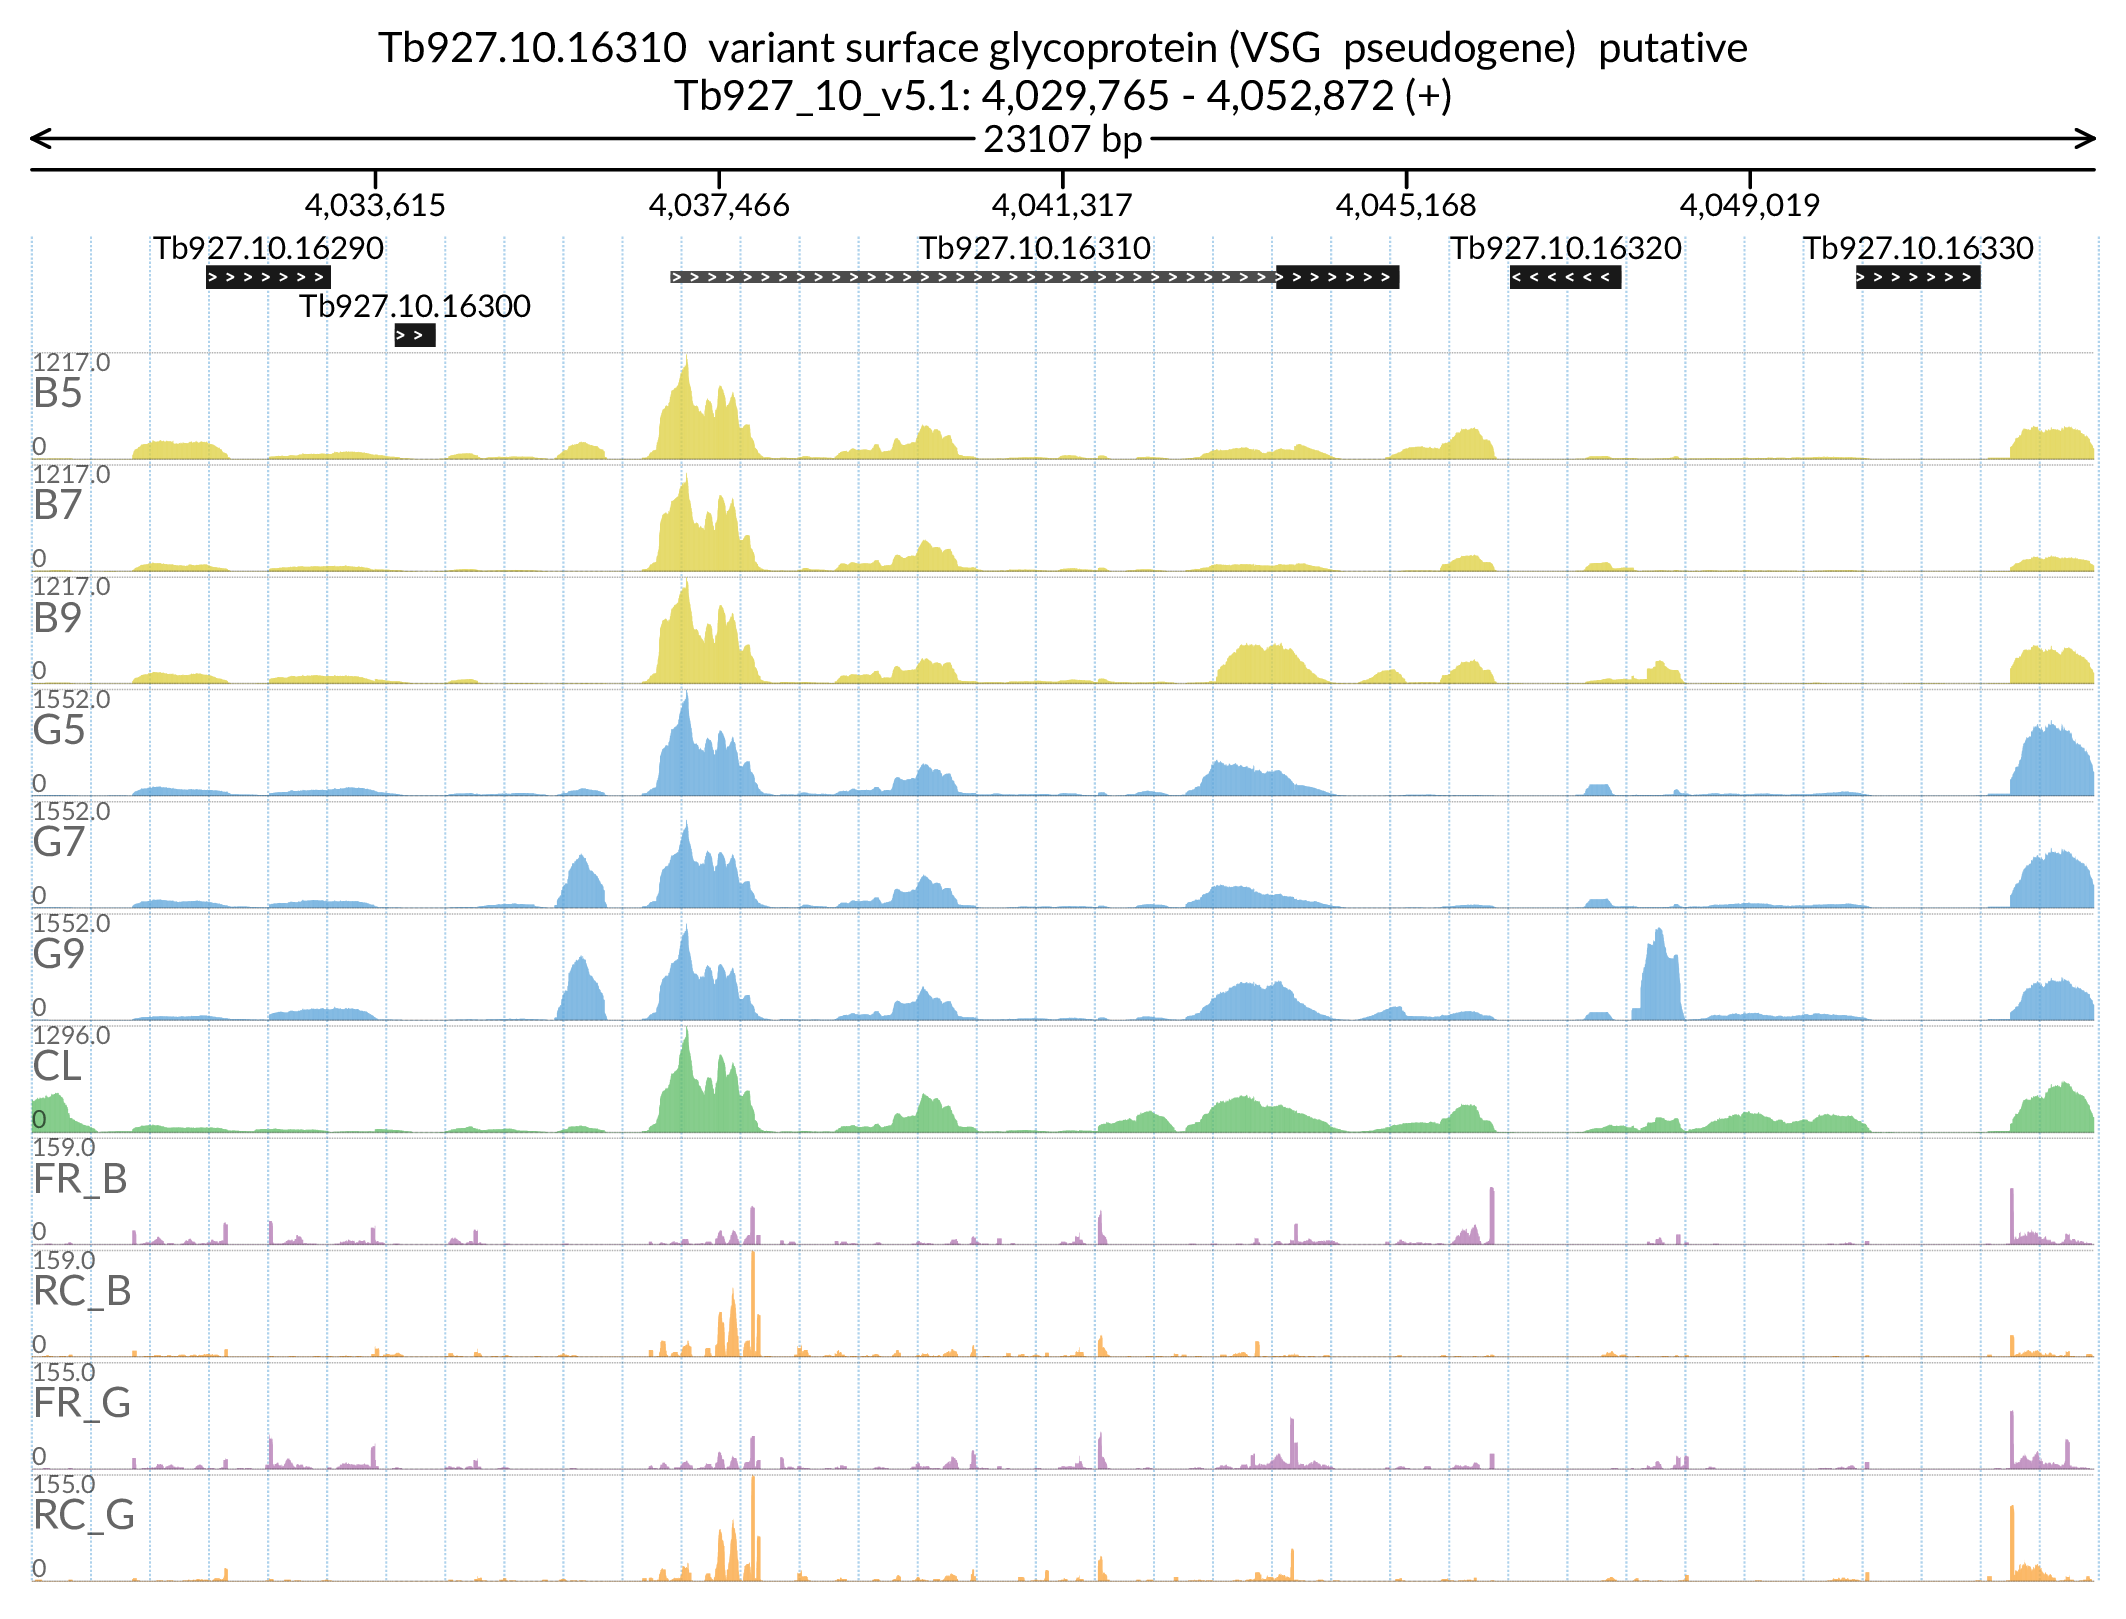 Tb927.10.16310 variant surface glycoprotein (VSG pseudogene) putative
Tb927_10_v5.1: 4,029,765 - 4,052,872 (+)
23107 bp
4,033,615 4,037,466 4,041,317 4,045,168 4,049,019
Tb927.10.16290 Tb927.10.16310 Tb927.10.16320 Tb927.10.16330
Tb927.10.16300
1217.0
B5
0
1217.0
B7
0
1217.0
B9
0
1552.0
G5
0
1552.0
G7
0
1552.0
G9
0
1296.0
CL
0
159.0
FR_B
0
159.0
RC_B
0
155.0
FR_G
0
155.0
RC_G
0